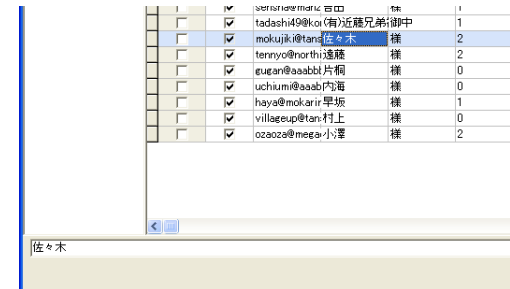 tadashi49@ko (有)近藤兄弟 御中 1
mokujiki@tans 佐々木 様 2
tennyo@northi 遠藤 様 2
gugan@aaabbb 片桐 様 0
uchiumi@aaab 内海 様 0
haya@mokarir 早坂 様 1
villageup@tan 村上 様 0
ozaoza@mega 小澤 様 2
佐々木